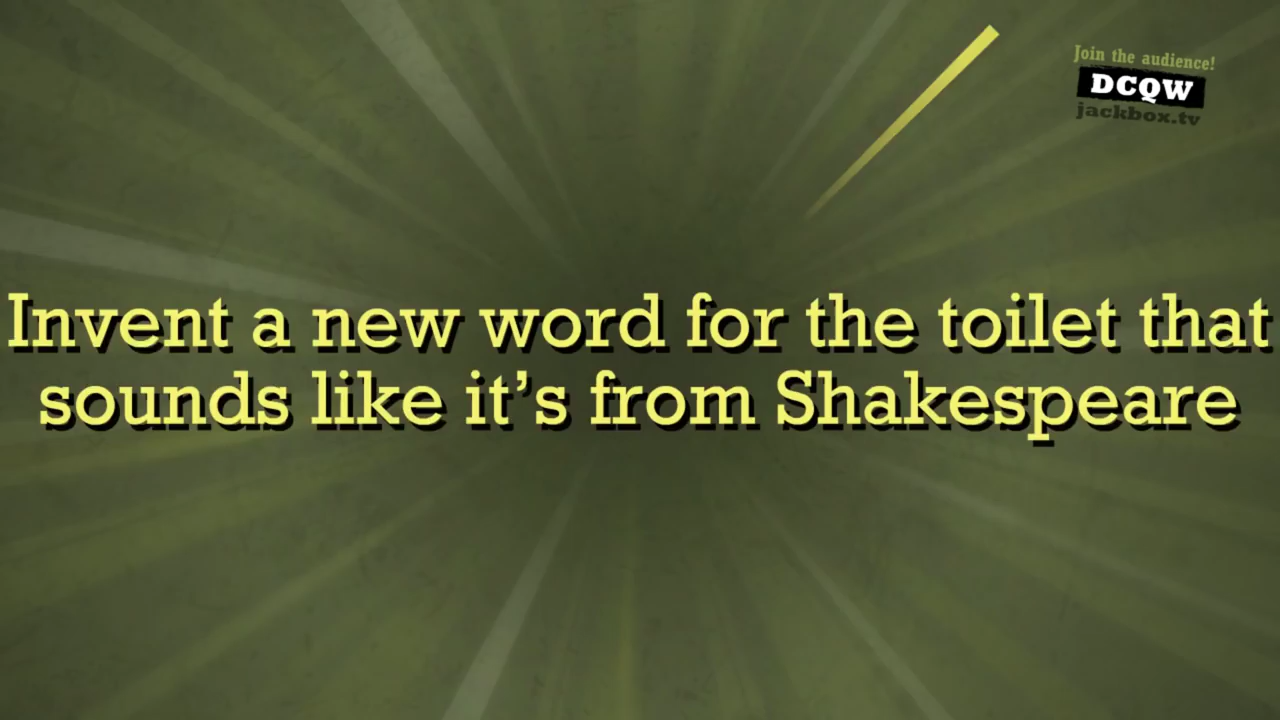 Join the audience!
DCQW
jackbox.tv
Invent a new word for the toilet that
sounds like it’s from Shakespeare